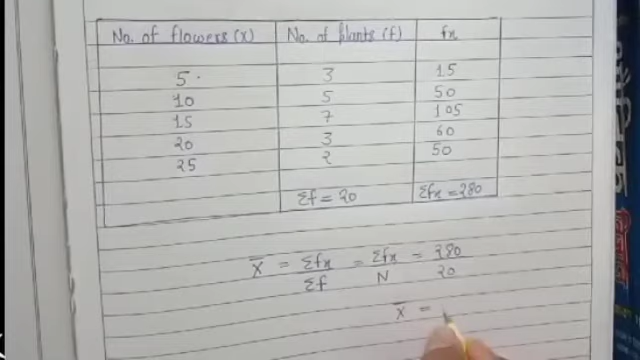 No. of flowers (x) No. of plants (f) fx
5 3 15
10 5 50
15 7 105
20 3 60
25 2 50
Σf = 20 Σfx = 280
x̄ = Σfx / Σf = Σfx / N = 280 / 20
x̄ =